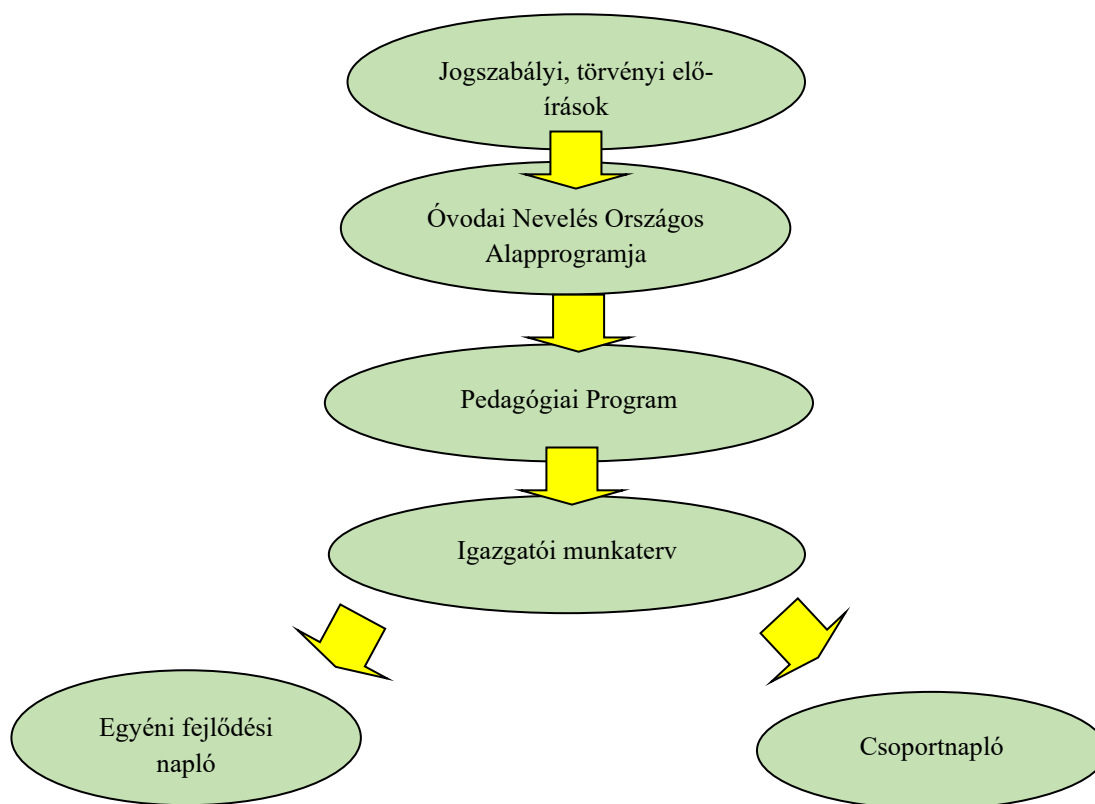 Jogszabályi, törvényi elő-
írások
Óvodai Nevelés Országos
Alapprogramja
Pedagógiai Program
Igazgatói munkaterv
Egyéni fejlődési
napló
Csoportnapló